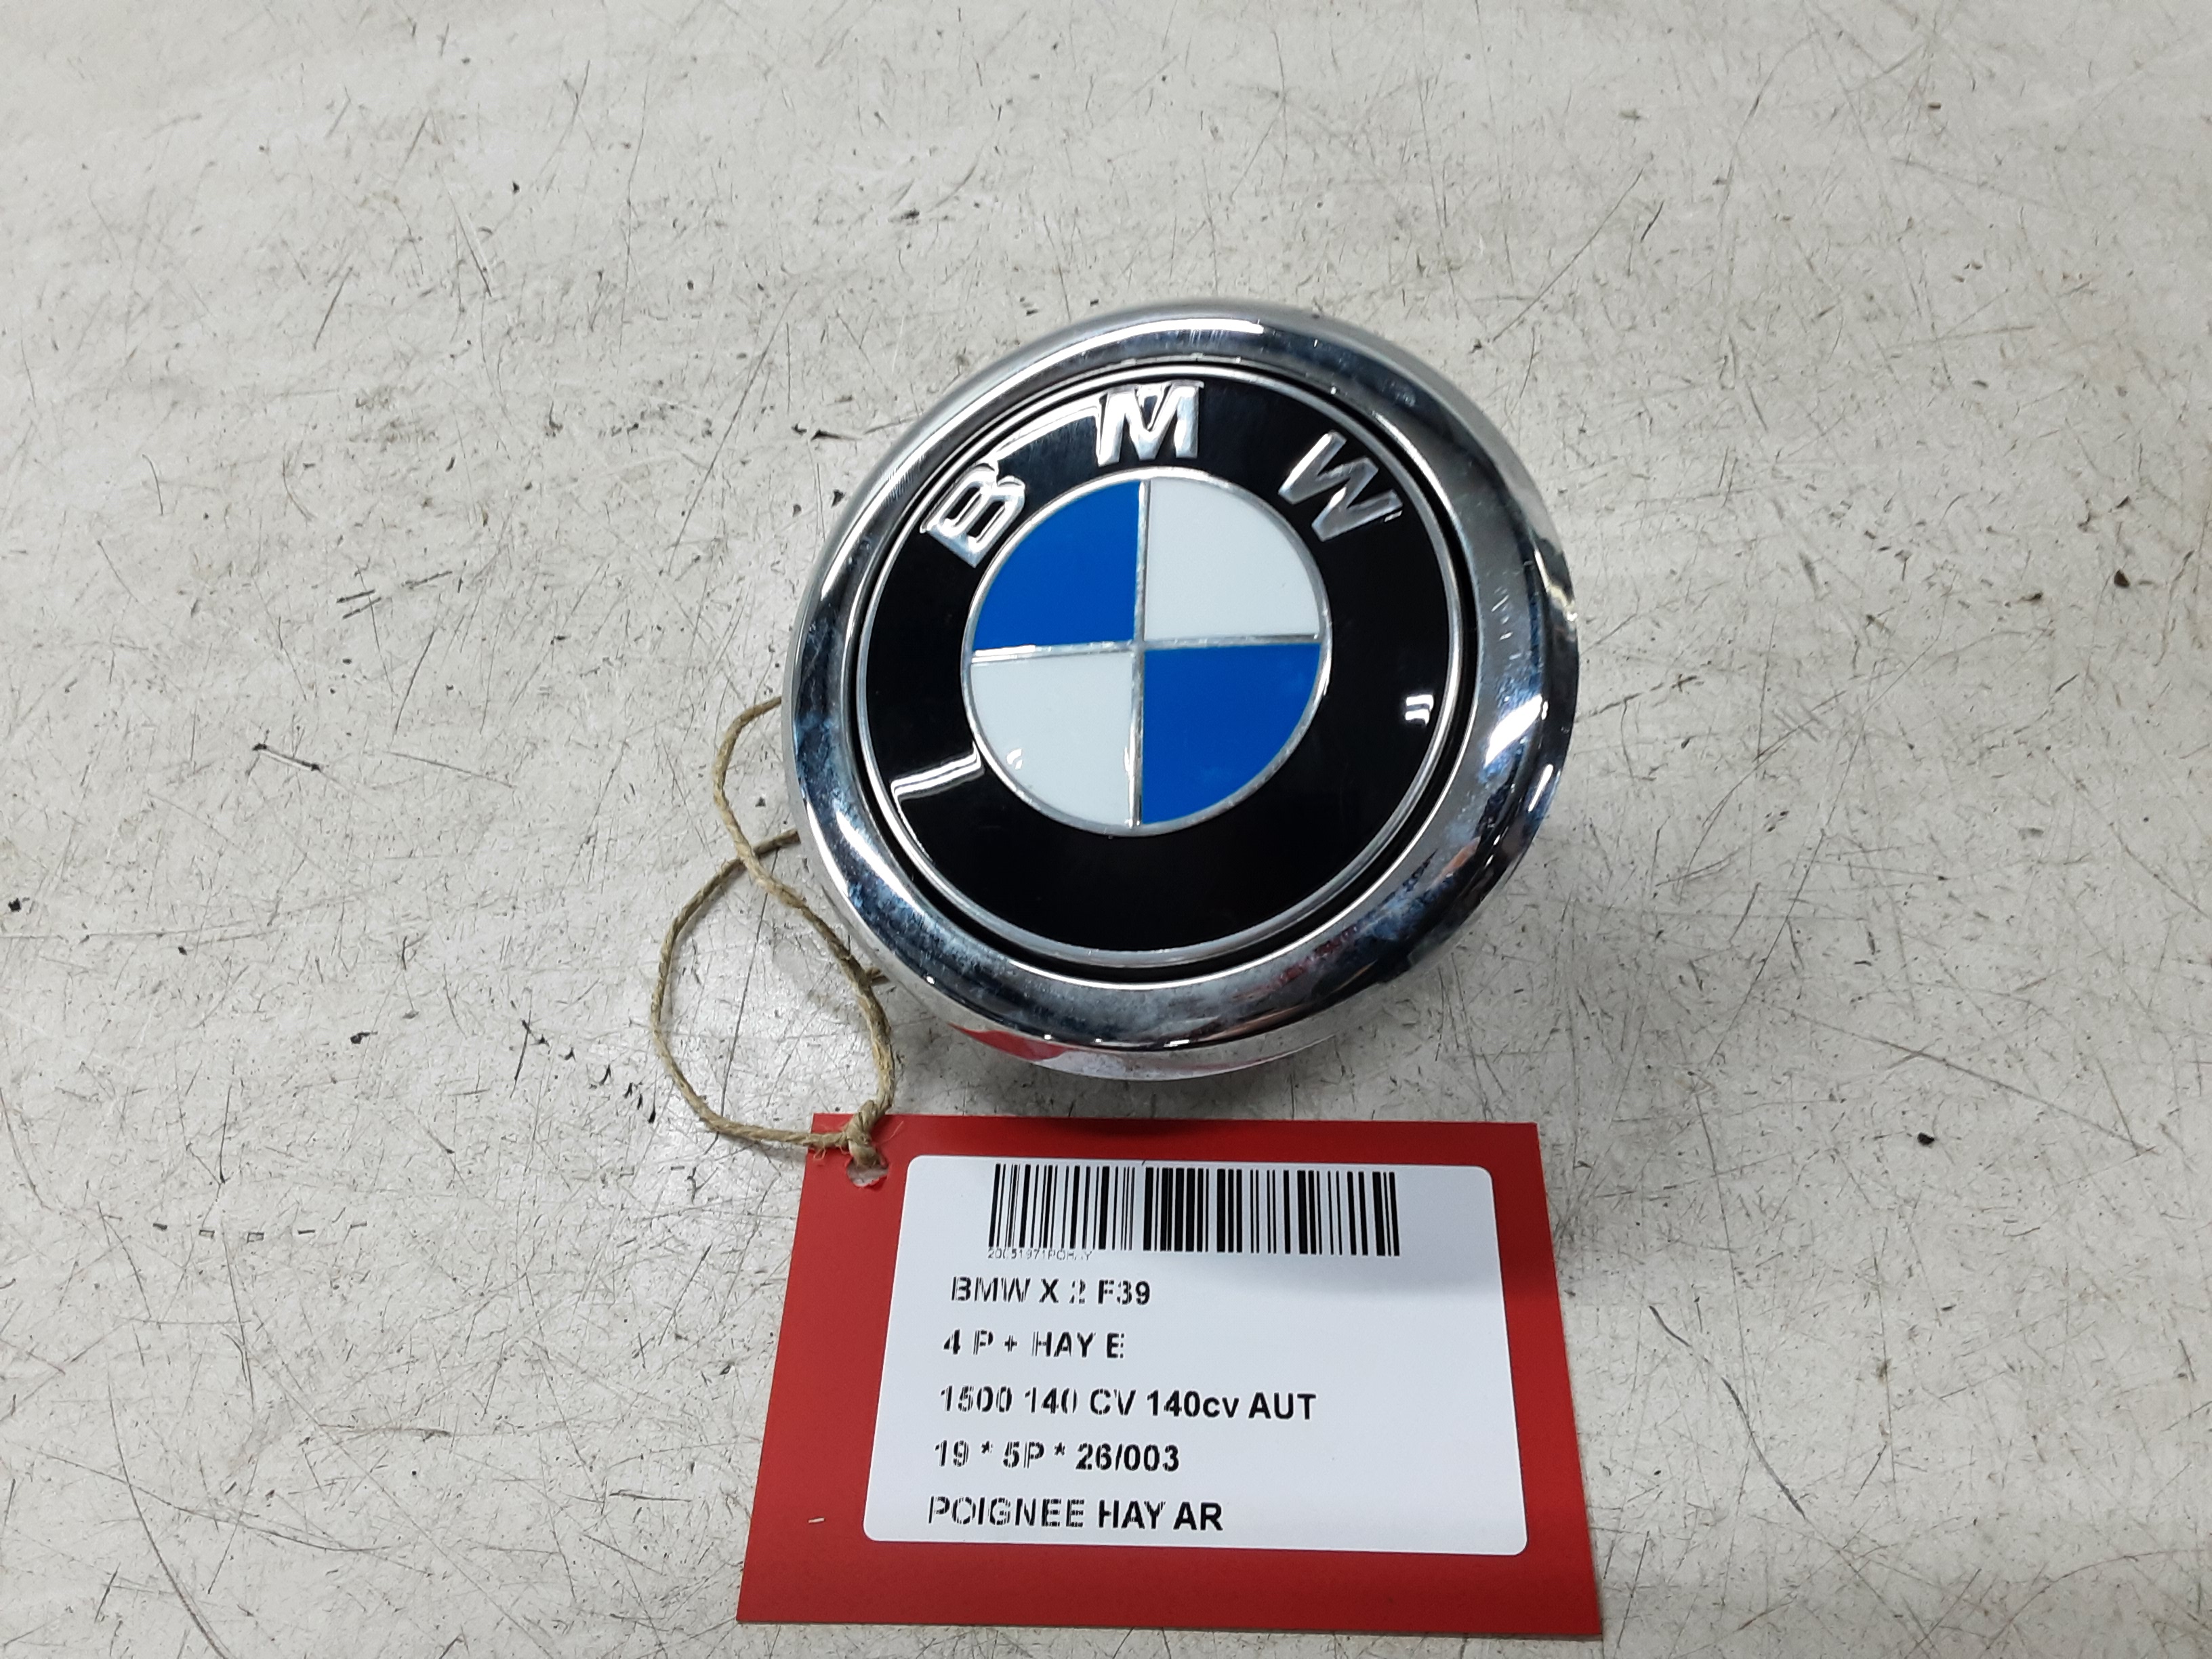 BMW
BMW X 2 F39
4 P + HAY E
1500 140 CV 140cv AUT
19 * 5P * 26/003
POIGNEE HAY AR